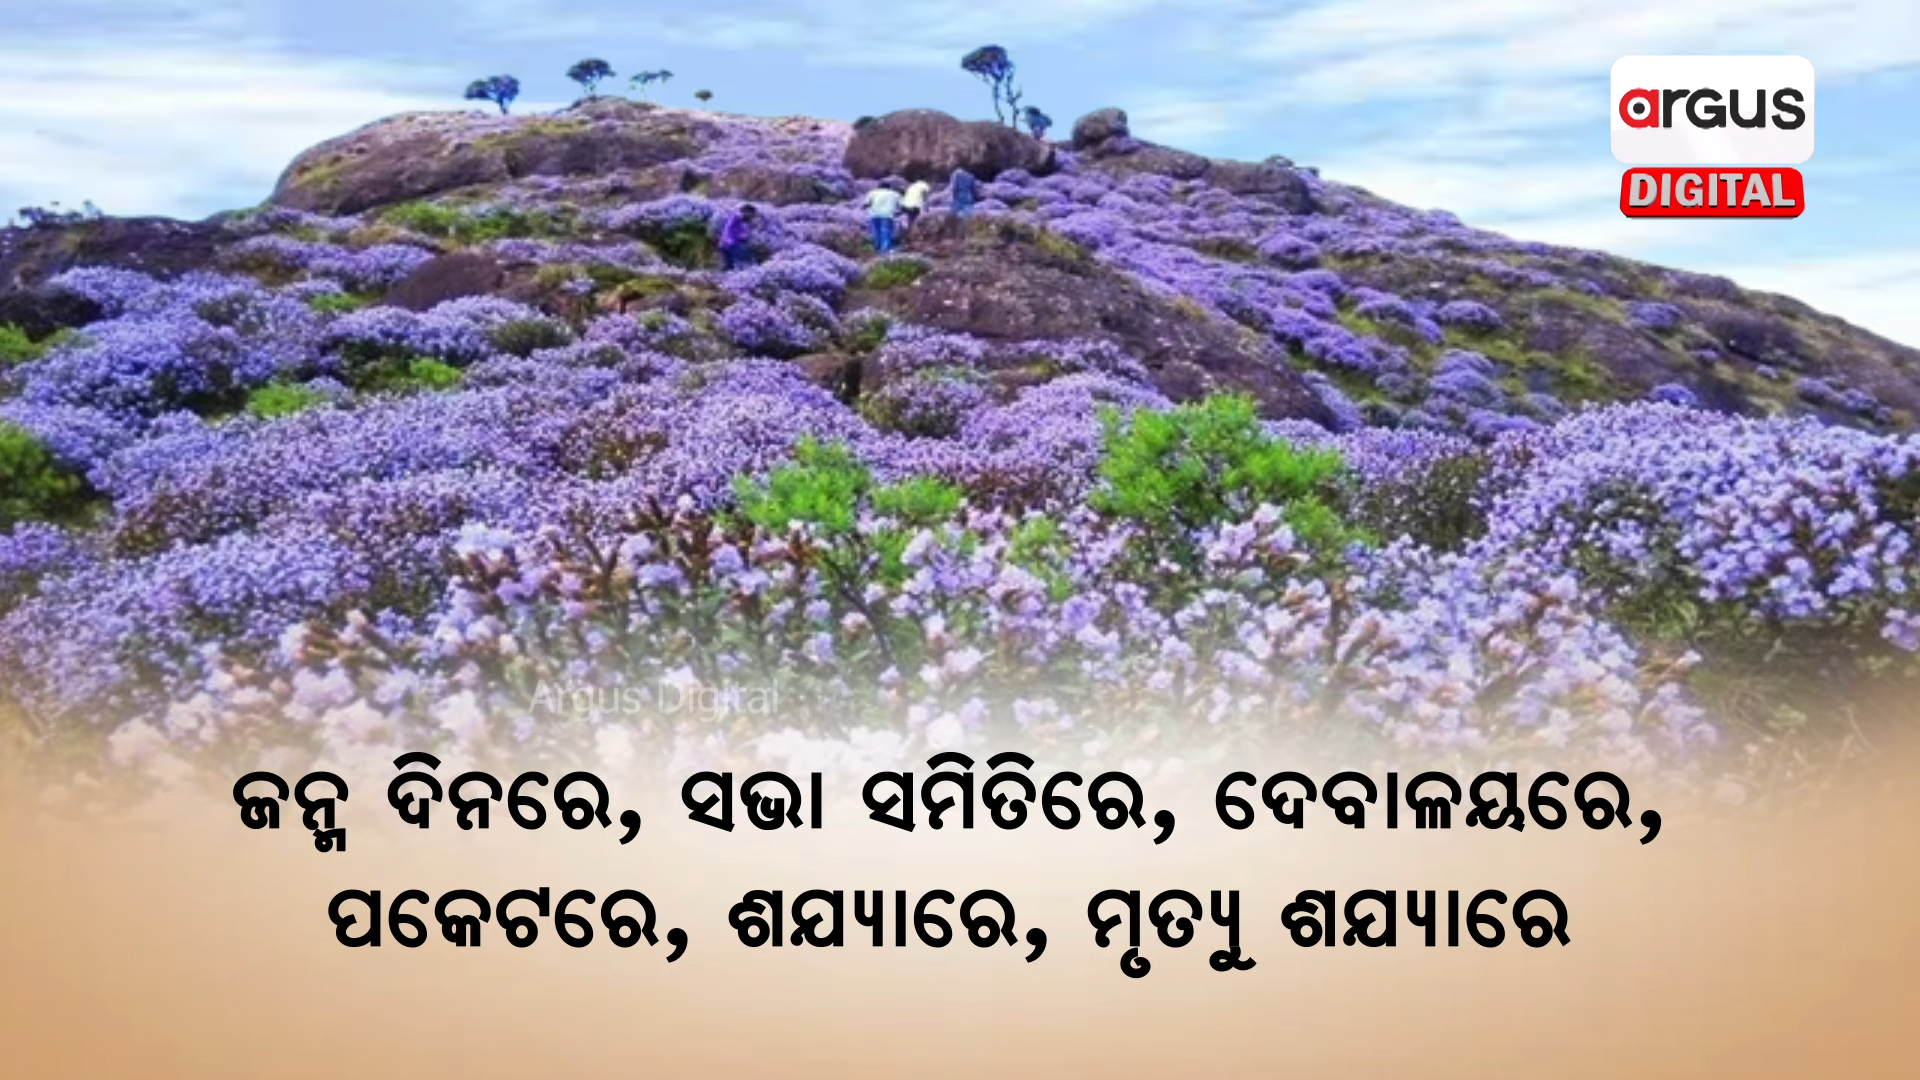 argus
DIGITAL
Argus Digital
ଜନ୍ମ ଦିନରେ, ସଭା ସମିତିରେ, ଦେବାଳୟରେ,
ପକେଟରେ, ଶଯ୍ୟାରେ, ମୃତ୍ୟୁ ଶଯ୍ୟାରେ